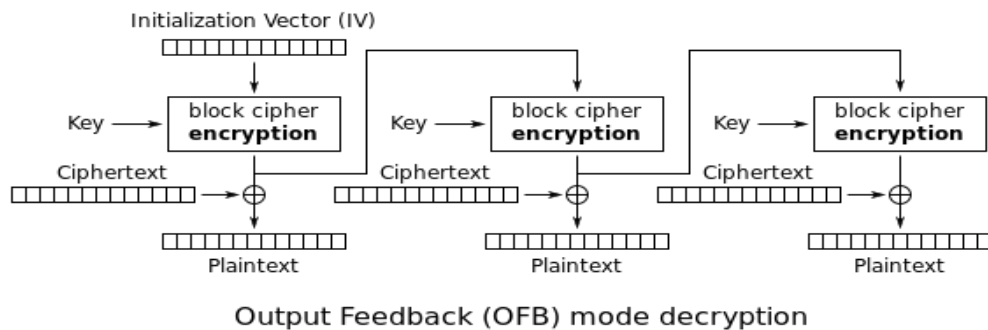 Initialization Vector (IV)
Key
block cipher
encryption
Key
block cipher
encryption
Key
block cipher
encryption
Ciphertext
Ciphertext
Ciphertext
Plaintext
Plaintext
Plaintext
Output Feedback (OFB) mode decryption